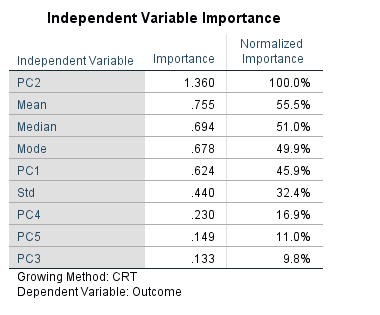 Independent Variable Importance
Independent Variable Importance Normalized Importance
PC2 1.360 100.0%
Mean .755 55.5%
Median .694 51.0%
Mode .678 49.9%
PC1 .624 45.9%
Std .440 32.4%
PC4 .230 16.9%
PC5 .149 11.0%
PC3 .133 9.8%
Growing Method: CRT
Dependent Variable: Outcome